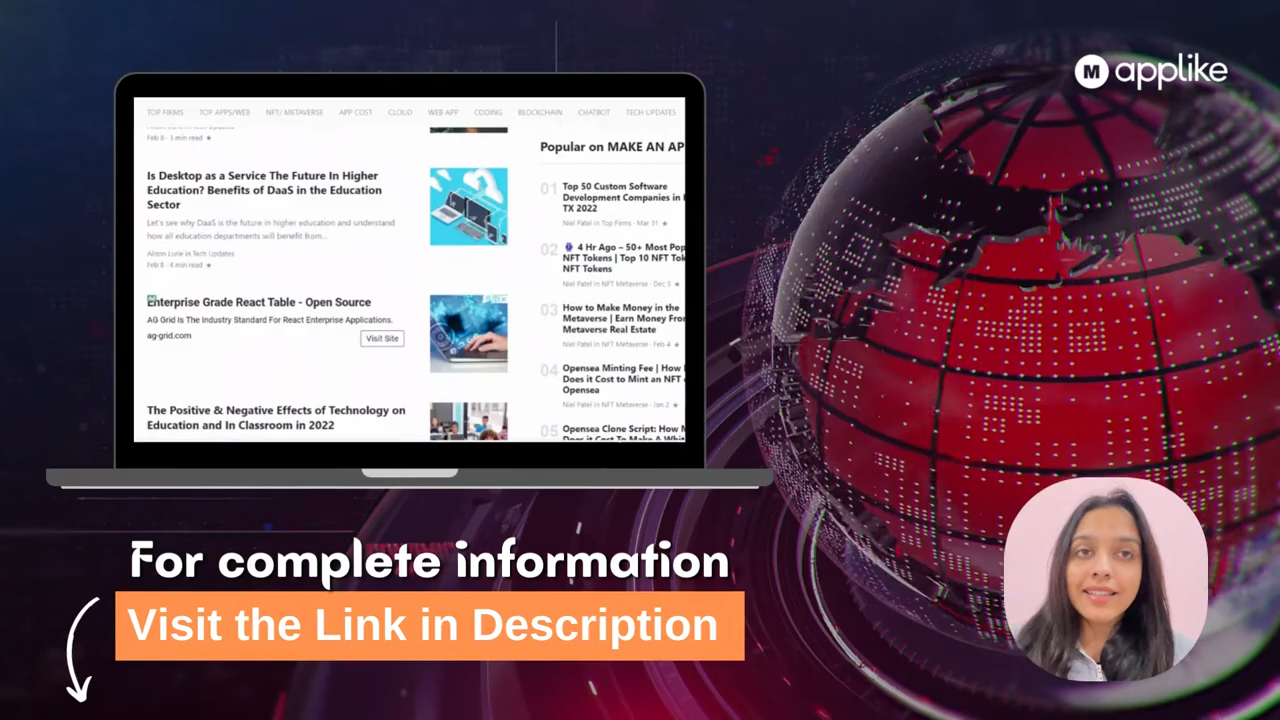 M applike
TOP FIRMS TOP APPS/WEB NFT/ METAVERSE APP COST CLOUD WEB APP CODING BLOCKCHAIN CHATBOT TECH UPDATES
Feb 8 · 3 min read ★
Is Desktop as a Service The Future In Higher
Education? Benefits of DaaS in the Education
Sector
Let's see why DaaS is the future in higher education and understand
how all education departments will benefit from...
Alison Lurie in Tech Updates
Feb 8 · 4 min read ★
Enterprise Grade React Table - Open Source
AG Grid Is The Industry Standard For React Enterprise Applications.
ag-grid.com
Visit Site
The Positive & Negative Effects of Technology on
Education and In Classroom in 2022
Popular on MAKE AN AP
01 Top 50 Custom Software
Development Companies in
TX 2022
Niel Patel in Top Firms · Mar 31 ★
02 4 Hr Ago – 50+ Most Pop
NFT Tokens | Top 10 NFT Tok
NFT Tokens
Niel Patel in NFT Metaverse · Dec 5 ★
03 How to Make Money in the
Metaverse | Earn Money From
Metaverse Real Estate
Niel Patel in NFT Metaverse · Feb 4 ★
04 Opensea Minting Fee | How
Does it Cost to Mint an NFT
Opensea
Niel Patel in NFT Metaverse · Jan 2 ★
05 Opensea Clone Script: How M
Does it Cost To Make A Whit
For complete information
Visit the Link in Description